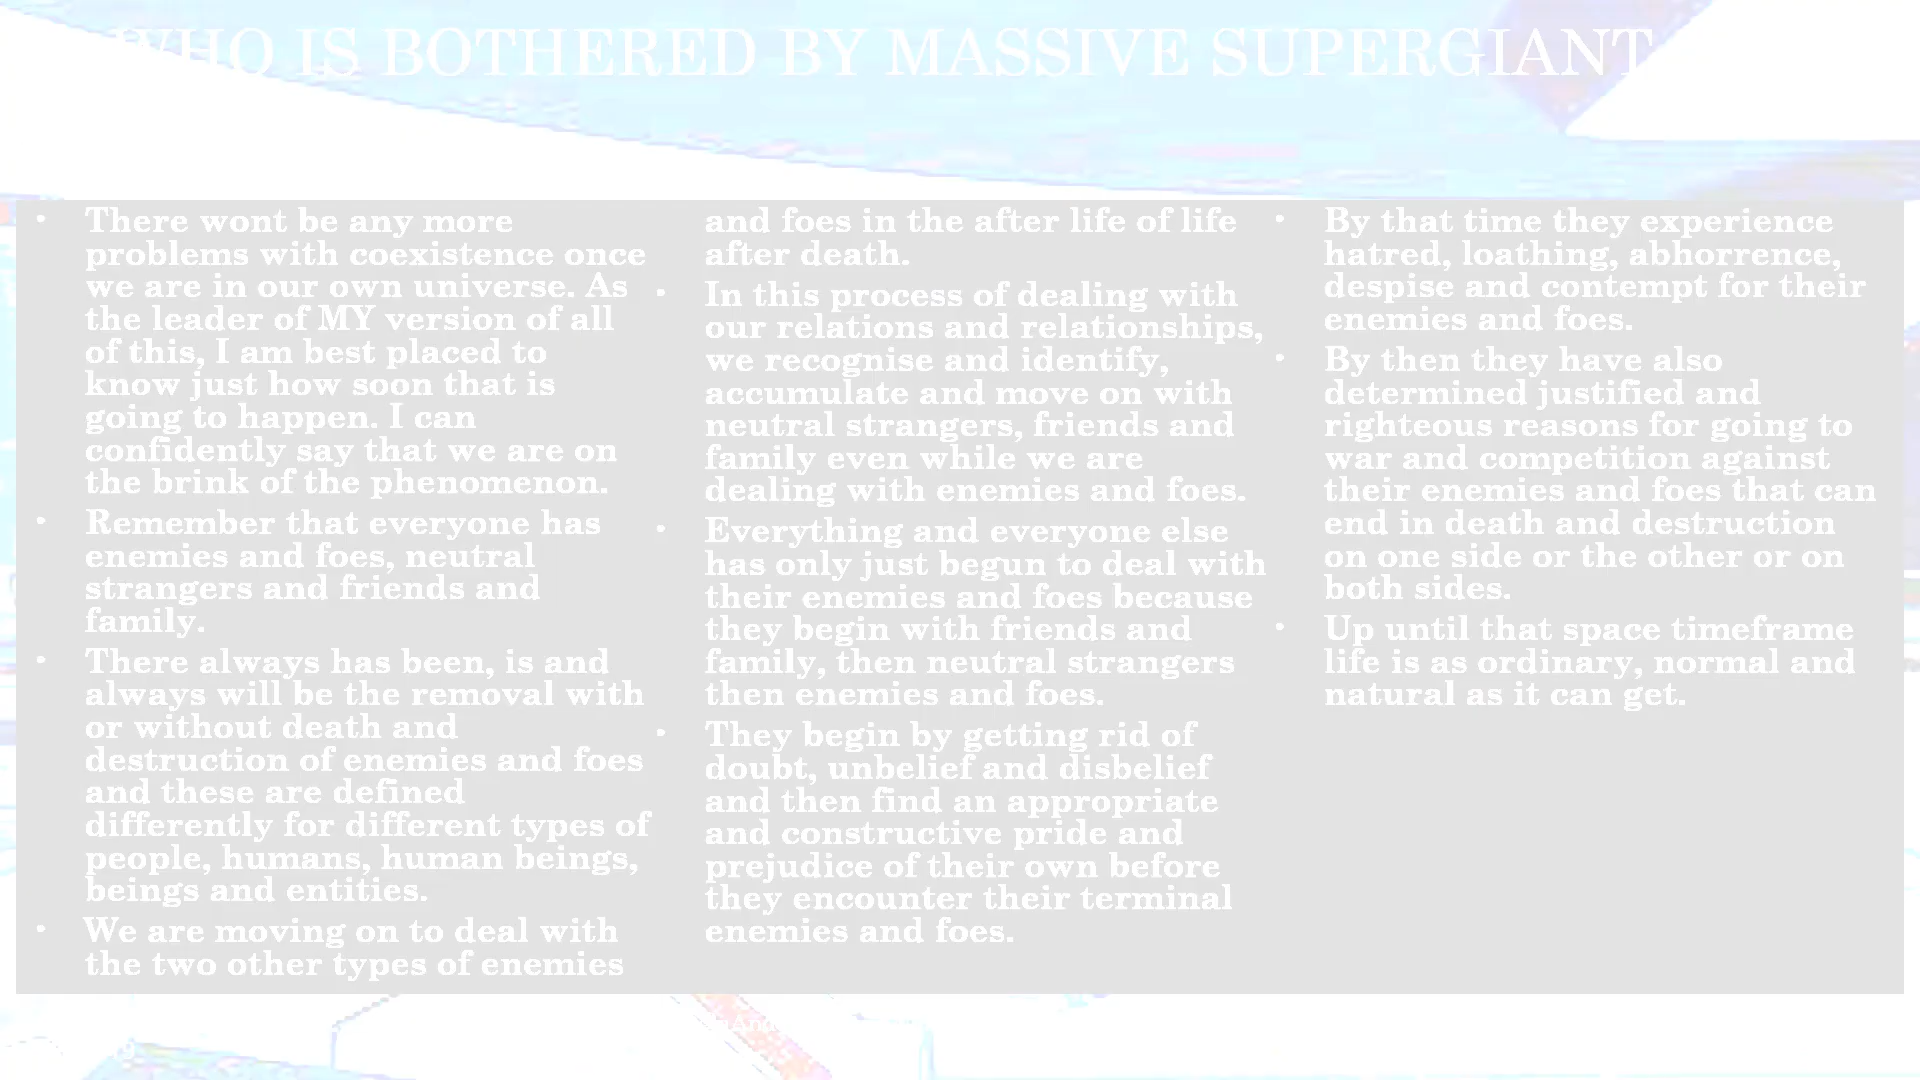 WHO IS BOTHERED BY MASSIVE SUPERGIANT
• There wont be any more
problems with coexistence once
we are in our own universe. As
the leader of MY version of all
of this, I am best placed to
know just how soon that is
going to happen. I can
confidently say that we are on
the brink of the phenomenon.
• Remember that everyone has
enemies and foes, neutral
strangers and friends and
family.
• There always has been, is and
always will be the removal with
or without death and
destruction of enemies and foes
and these are defined
differently for different types of
people, humans, human beings,
beings and entities.
• We are moving on to deal with
the two other types of enemies
and foes in the after life of life
after death.
• In this process of dealing with
our relations and relationships,
we recognise and identify,
accumulate and move on with
neutral strangers, friends and
family even while we are
dealing with enemies and foes.
• Everything and everyone else
has only just begun to deal with
their enemies and foes because
they begin with friends and
family, then neutral strangers
then enemies and foes.
• They begin by getting rid of
doubt, unbelief and disbelief
and then find an appropriate
and constructive pride and
prejudice of their own before
they encounter their terminal
enemies and foes.
• By that time they experience
hatred, loathing, abhorrence,
despise and contempt for their
enemies and foes.
• By then they have also
determined justified and
righteous reasons for going to
war and competition against
their enemies and foes that can
end in death and destruction
on one side or the other or on
both sides.
• Up until that space timeframe
life is as ordinary, normal and
natural as it can get.